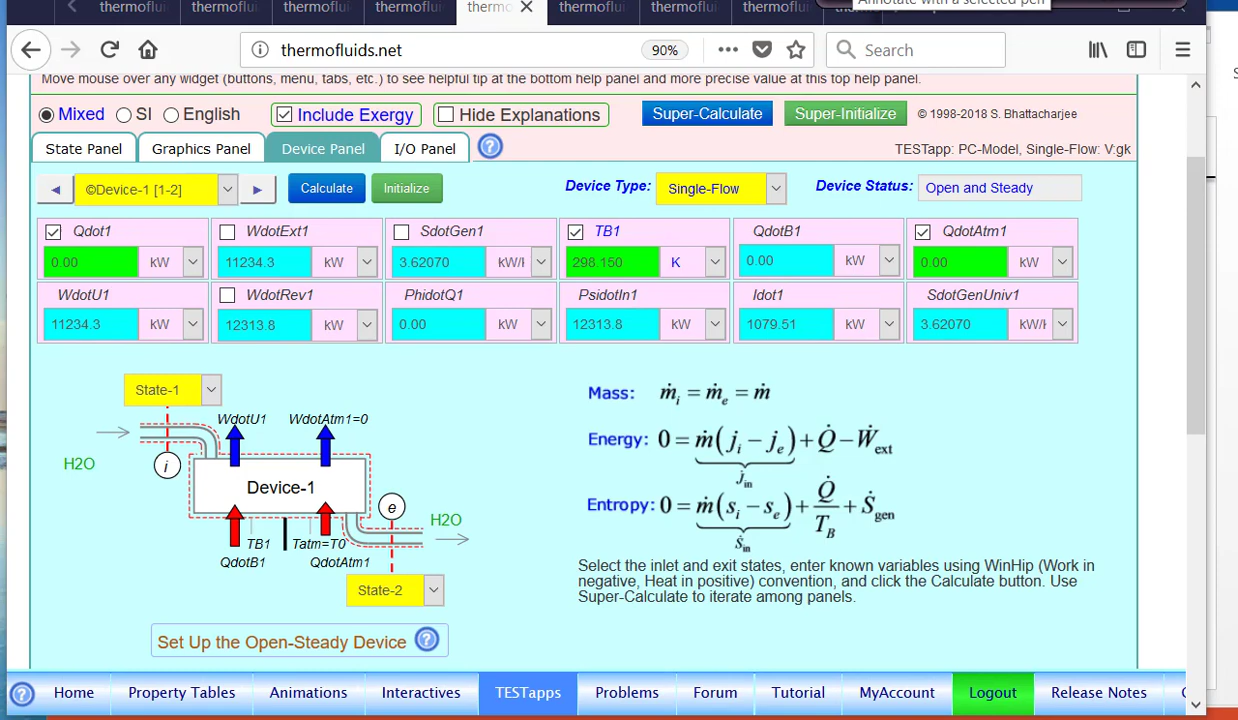 thermoflu thermoflu thermoflu thermoflu thermo thermoflu thermoflu thermoflu
Annotate with a selected pen
thermofluids.net 90% Search
Move mouse over any widget (buttons, menu, tabs, etc.) to see helpful tip at the bottom help panel and more precise value at this top help panel.
Mixed SI English Include Exergy Hide Explanations Super-Calculate Super-Initialize © 1998-2018 S. Bhattacharjee
State Panel Graphics Panel Device Panel I/O Panel ? TESTapp: PC-Model, Single-Flow: V:gk
©Device-1 [1-2] Calculate Initialize Device Type: Single-Flow Device Status: Open and Steady
Qdot1 WdotExt1 SdotGen1 TB1 QdotB1 QdotAtm1
0.00 kW 11234.3 kW 3.62070 kW/I 298.150 K 0.00 kW 0.00 kW
WdotU1 WdotRev1 PhidotQ1 PsidotIn1 Idot1 SdotGenUniv1
11234.3 kW 12313.8 kW 0.00 kW 12313.8 kW 1079.51 kW 3.62070 kW/I
State-1
WdotU1 WdotAtm1=0
H2O i
Device-1
e H2O
TB1 Tatm=T0
QdotB1 QdotAtm1
State-2
Set Up the Open-Steady Device ?
Mass: ṁi = ṁe = ṁ
Energy: 0 = ṁ(ji − je) + Q̇ − Ẇext
J̇in
Entropy: 0 = ṁ(si − se) + Q̇/TB + Ṡgen
Ṡin
Select the inlet and exit states, enter known variables using WinHip (Work in
negative, Heat in positive) convention, and click the Calculate button. Use
Super-Calculate to iterate among panels.
? Home Property Tables Animations Interactives TESTapps Problems Forum Tutorial MyAccount Logout Release Notes